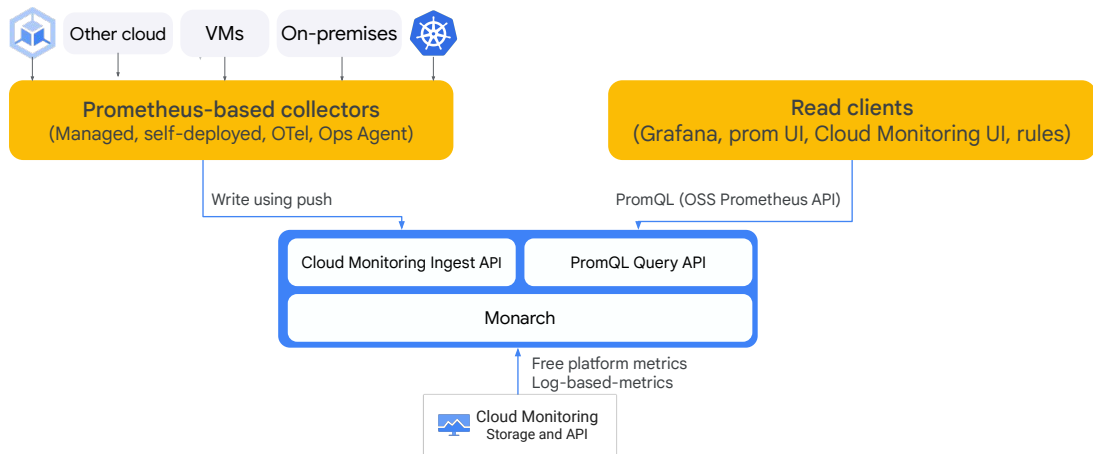 Other cloud
VMs
On-premises
Prometheus-based collectors
(Managed, self-deployed, OTel, Ops Agent)
Read clients
(Grafana, prom UI, Cloud Monitoring UI, rules)
Write using push
PromQL (OSS Prometheus API)
Cloud Monitoring Ingest API
PromQL Query API
Monarch
Free platform metrics
Log-based-metrics
Cloud Monitoring
Storage and API